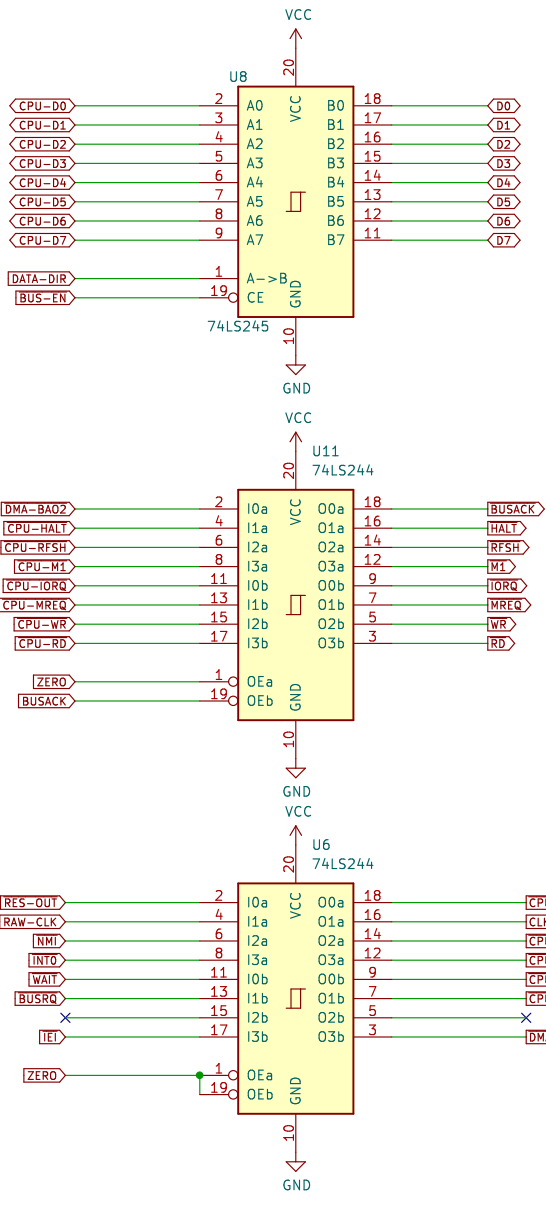 VCC
20
U8
CPU-D0 2 A0 VCC B0 18 D0
CPU-D1 3 A1 B1 17 D1
CPU-D2 4 A2 B2 16 D2
CPU-D3 5 A3 B3 15 D3
CPU-D4 6 A4 B4 14 D4
CPU-D5 7 A5 B5 13 D5
CPU-D6 8 A6 B6 12 D6
CPU-D7 9 A7 B7 11 D7
DATA-DIR 1 A->B
BUS-EN 19 CE GND
74LS245
10
GND
VCC
U11
20 74LS244
DMA-BAO2 2 I0a VCC O0a 18 BUSACK
CPU-HALT 4 I1a O1a 16 HALT
CPU-RFSH 6 I2a O2a 14 RFSH
CPU-M1 8 I3a O3a 12 M1
CPU-IORQ 11 I0b O0b 9 IORQ
CPU-MREQ 13 I1b O1b 7 MREQ
CPU-WR 15 I2b O2b 5 WR
CPU-RD 17 I3b O3b 3 RD
ZERO 1 OEa
BUSACK 19 OEb GND
10
GND
VCC
U6
20 74LS244
RES-OUT 2 I0a VCC O0a 18
RAW-CLK 4 I1a O1a 16
NMI 6 I2a O2a 14
INT0 8 I3a O3a 12
WAIT 11 I0b O0b 9
BUSRQ 13 I1b O1b 7
15 I2b O2b 5
IEI 17 I3b O3b 3
ZERO 1 OEa
19 OEb GND
10
GND